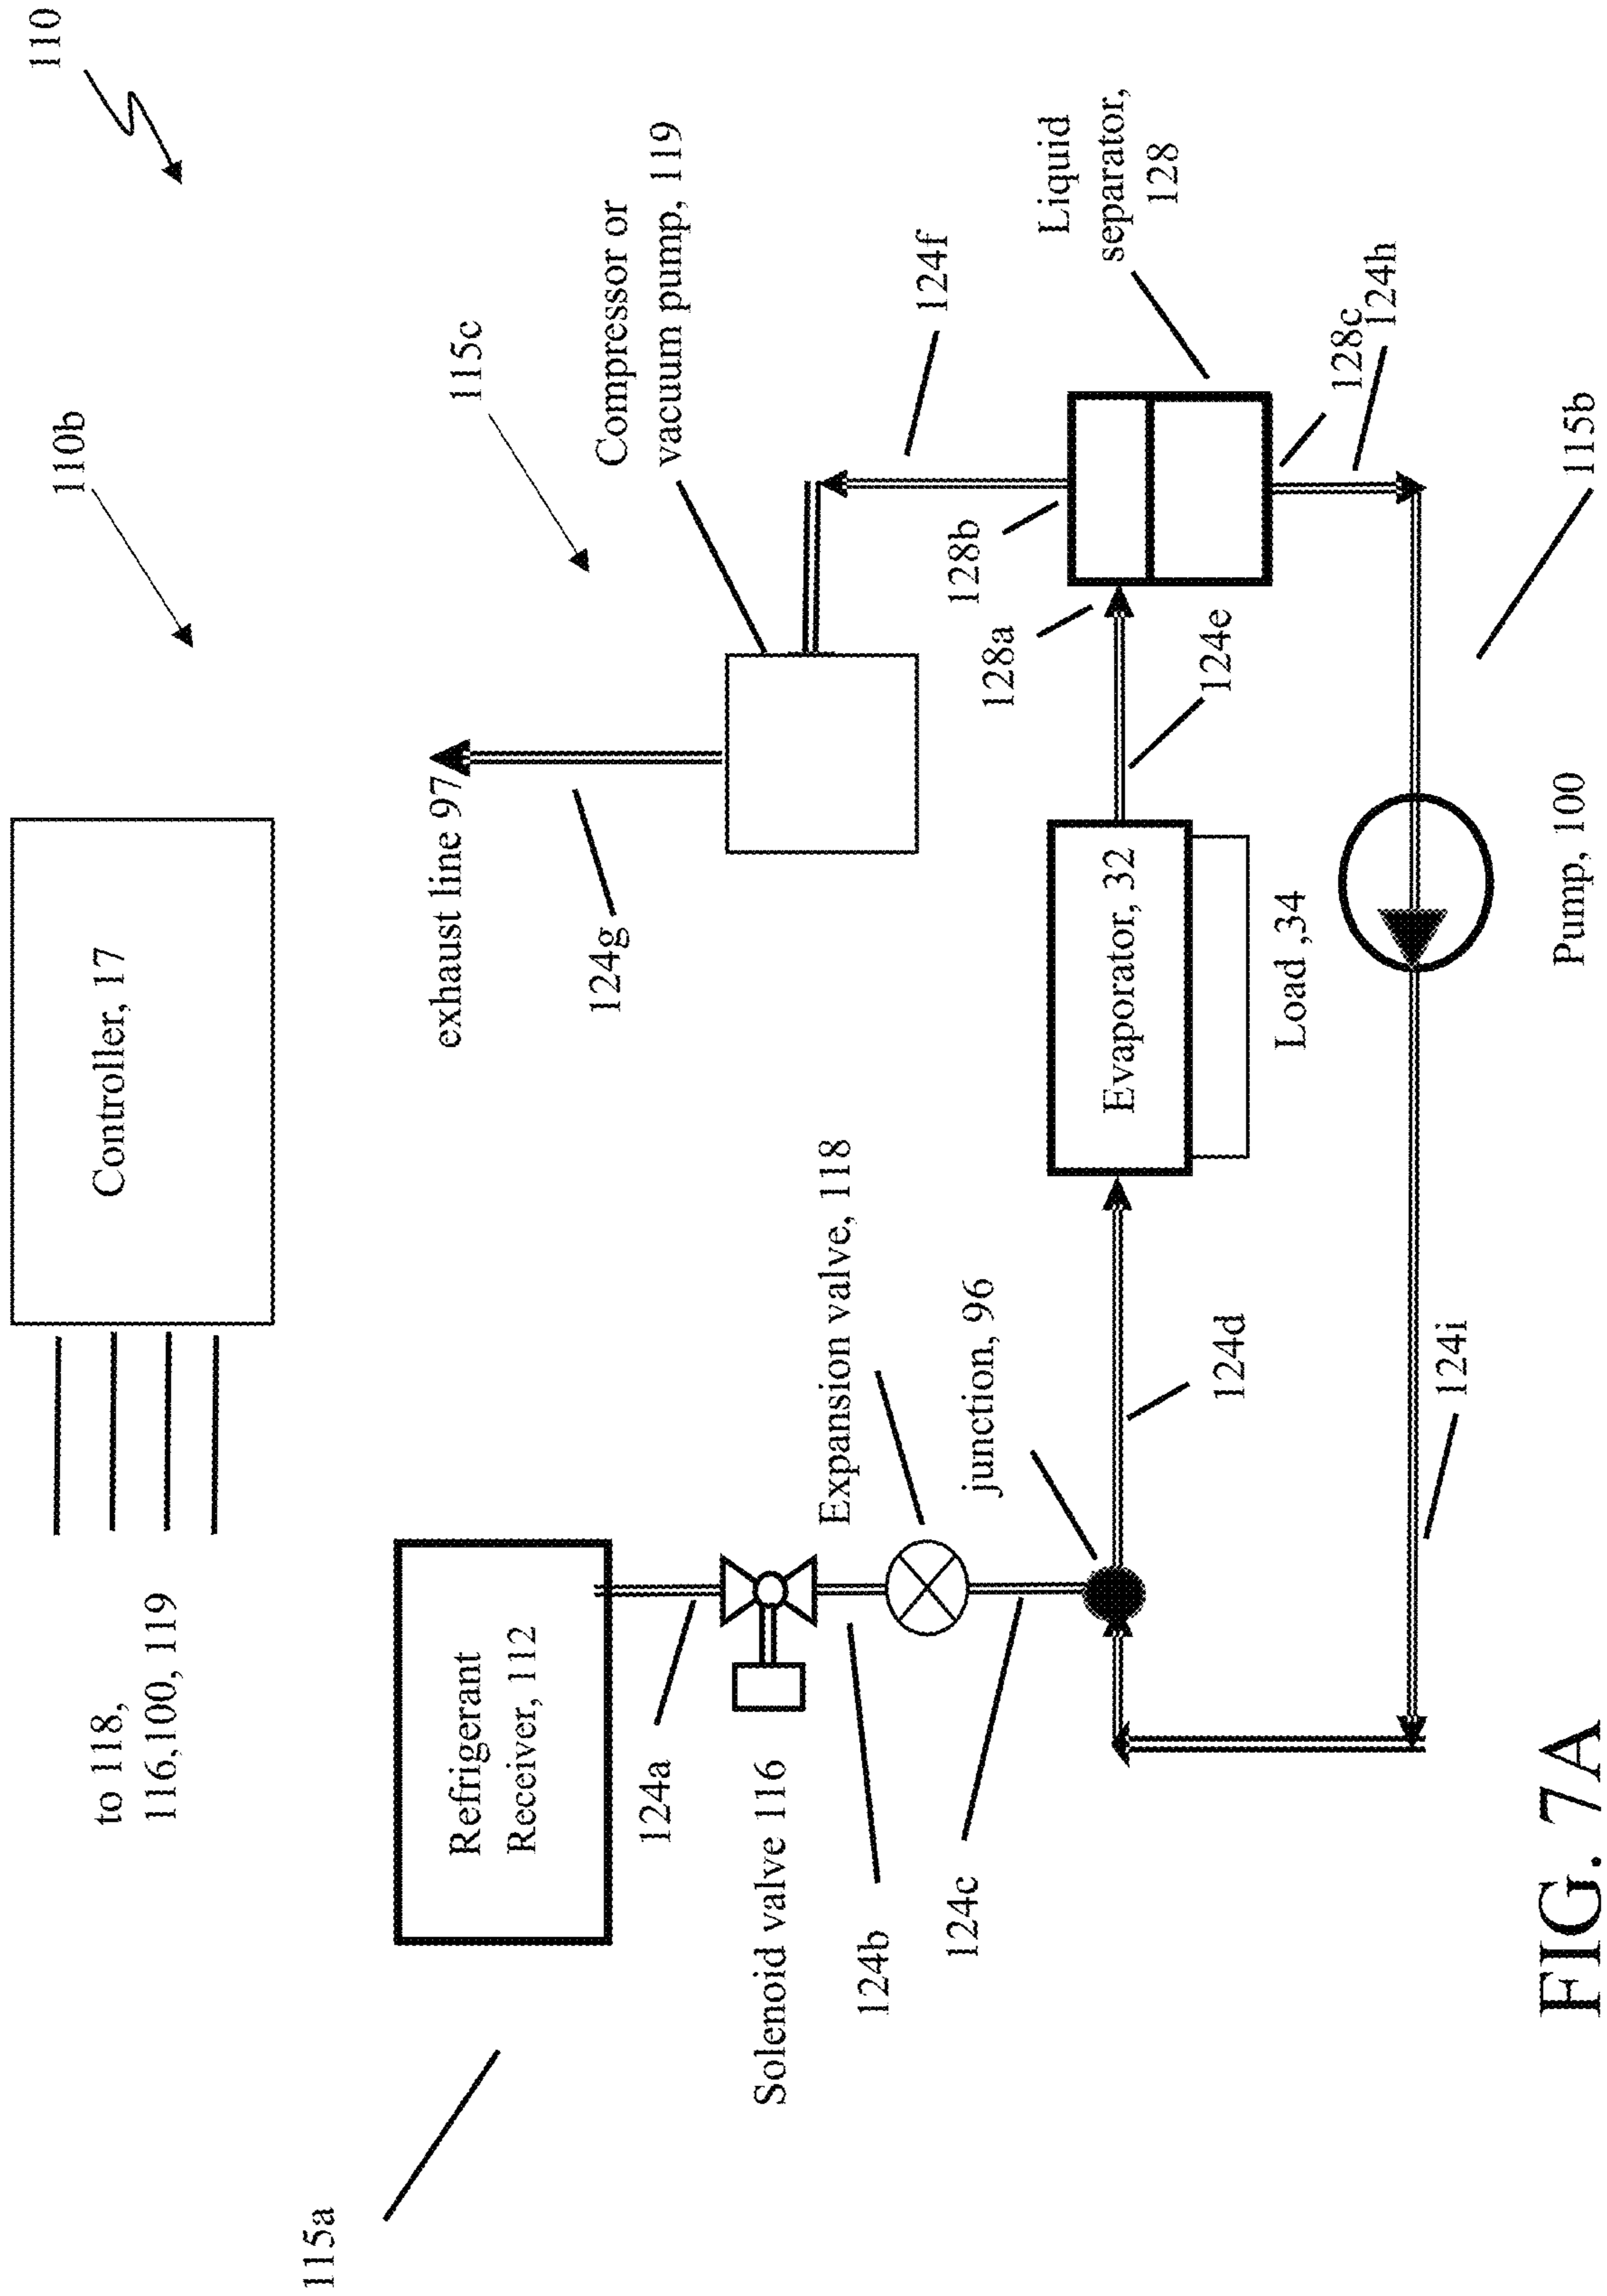 110
110b
Controller, 17
to 118,
116,100, 119
115c
Compressor or
vacuum pump, 119
exhaust line 97
124g
124f
Liquid
separator,
128
128b
128a
128c
124h
124e
115a
Refrigerant
Receiver, 112
124a
Solenoid valve 116
124b
Expansion valve, 118
124c
junction, 96
124d
Evaporator, 32
Load ,34
115b
Pump, 100
124i
FIG. 7A